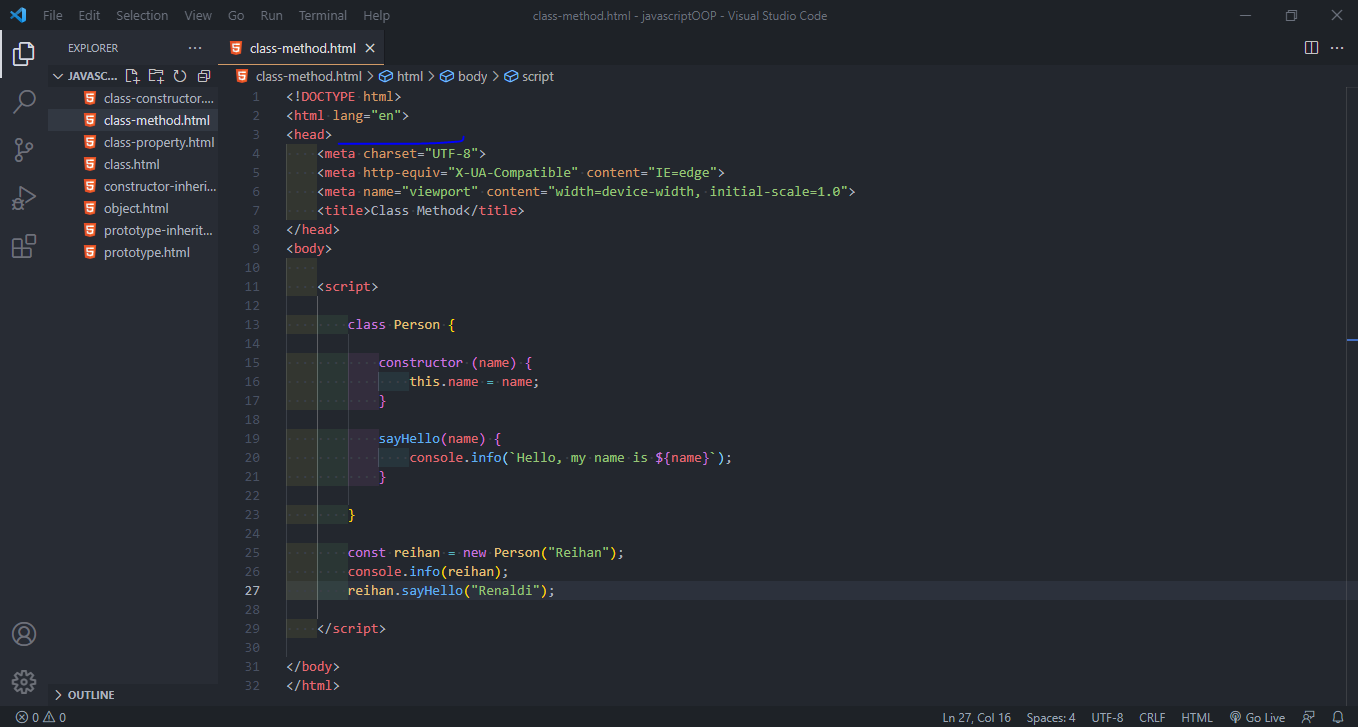 File Edit Selection View Go Run Terminal Help class-method.html - javascriptOOP - Visual Studio Code
EXPLORER
class-method.html
JAVASC...
class-method.html > html > body > script
class-constructor....
class-method.html
class-property.html
class.html
constructor-inheri...
object.html
prototype-inherit...
prototype.html
1 <!DOCTYPE html>
2 <html lang="en">
3 <head>
4 <meta charset="UTF-8">
5 <meta http-equiv="X-UA-Compatible" content="IE=edge">
6 <meta name="viewport" content="width=device-width, initial-scale=1.0">
7 <title>Class Method</title>
8 </head>
9 <body>
10
11 <script>
12
13 class Person {
14
15 constructor (name) {
16 this.name = name;
17 }
18
19 sayHello(name) {
20 console.info(`Hello, my name is ${name}`);
21 }
22
23 }
24
25 const reihan = new Person("Reihan");
26 console.info(reihan);
27 reihan.sayHello("Renaldi");
28
29 </script>
30
31 </body>
32 </html>
OUTLINE
0 0 Ln 27, Col 16 Spaces: 4 UTF-8 CRLF HTML Go Live